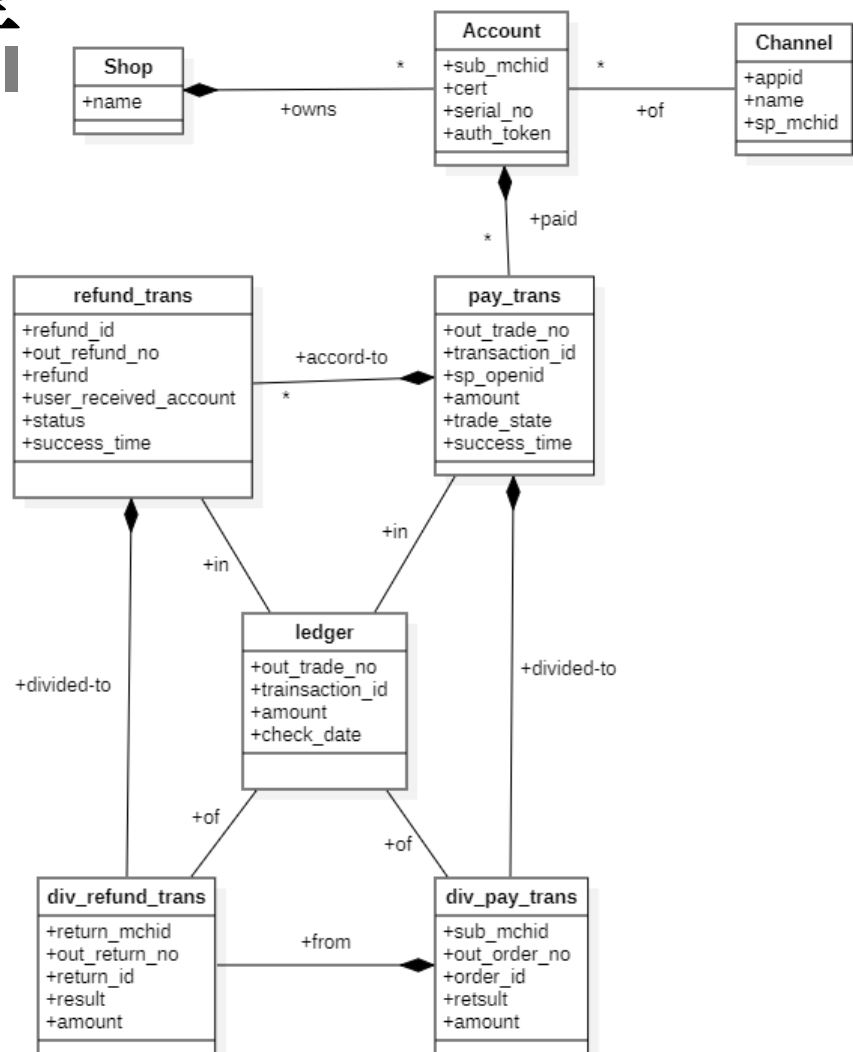 Shop
+name
+owns
*
Account
+sub_mchid
+cert
+serial_no
+auth_token
*
+of
Channel
+appid
+name
+sp_mchid
+paid
*
refund_trans
+refund_id
+out_refund_no
+refund
+user_received_account
+status
+success_time
+accord-to
*
pay_trans
+out_trade_no
+transaction_id
+sp_openid
+amount
+trade_state
+success_time
+in
+in
ledger
+out_trade_no
+trainsaction_id
+amount
+check_date
+divided-to
+divided-to
+of
+of
div_refund_trans
+return_mchid
+out_return_no
+return_id
+result
+amount
+from
div_pay_trans
+sub_mchid
+out_order_no
+order_id
+retsult
+amount